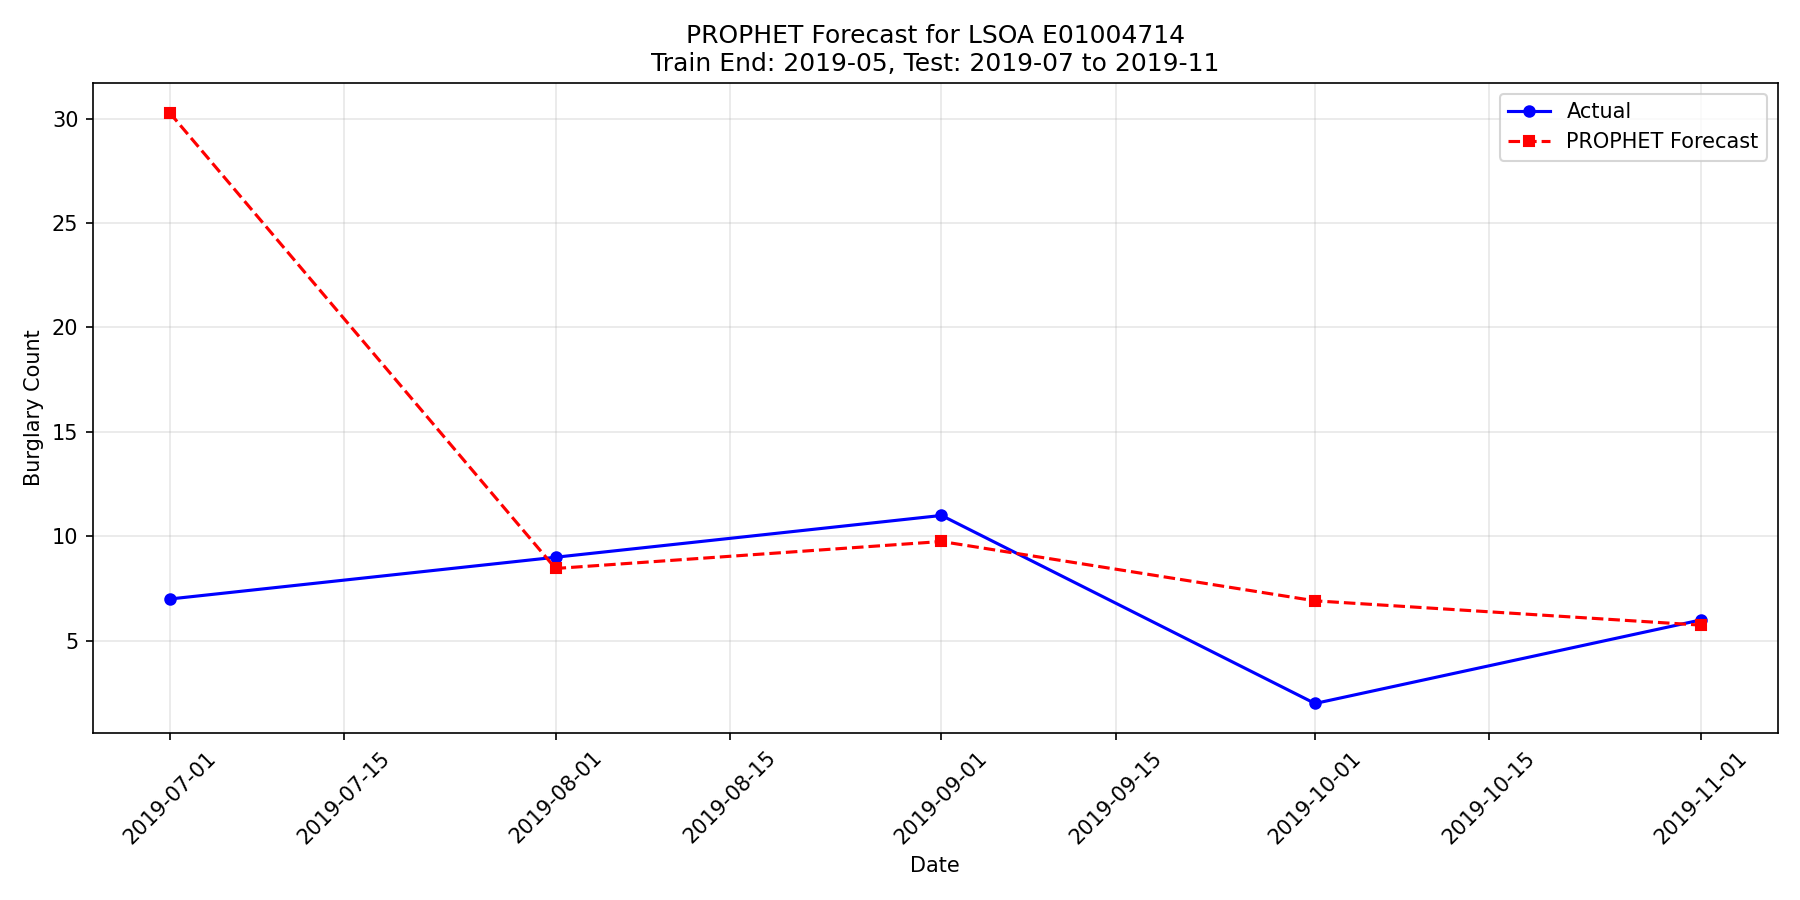 PROPHET Forecast for LSOA E01004714
Train End: 2019-05, Test: 2019-07 to 2019-11
Actual
PROPHET Forecast
Burglary Count
30
25
20
15
10
5
2019-07-01
2019-07-15
2019-08-01
2019-08-15
2019-09-01
2019-09-15
2019-10-01
2019-10-15
2019-11-01
Date